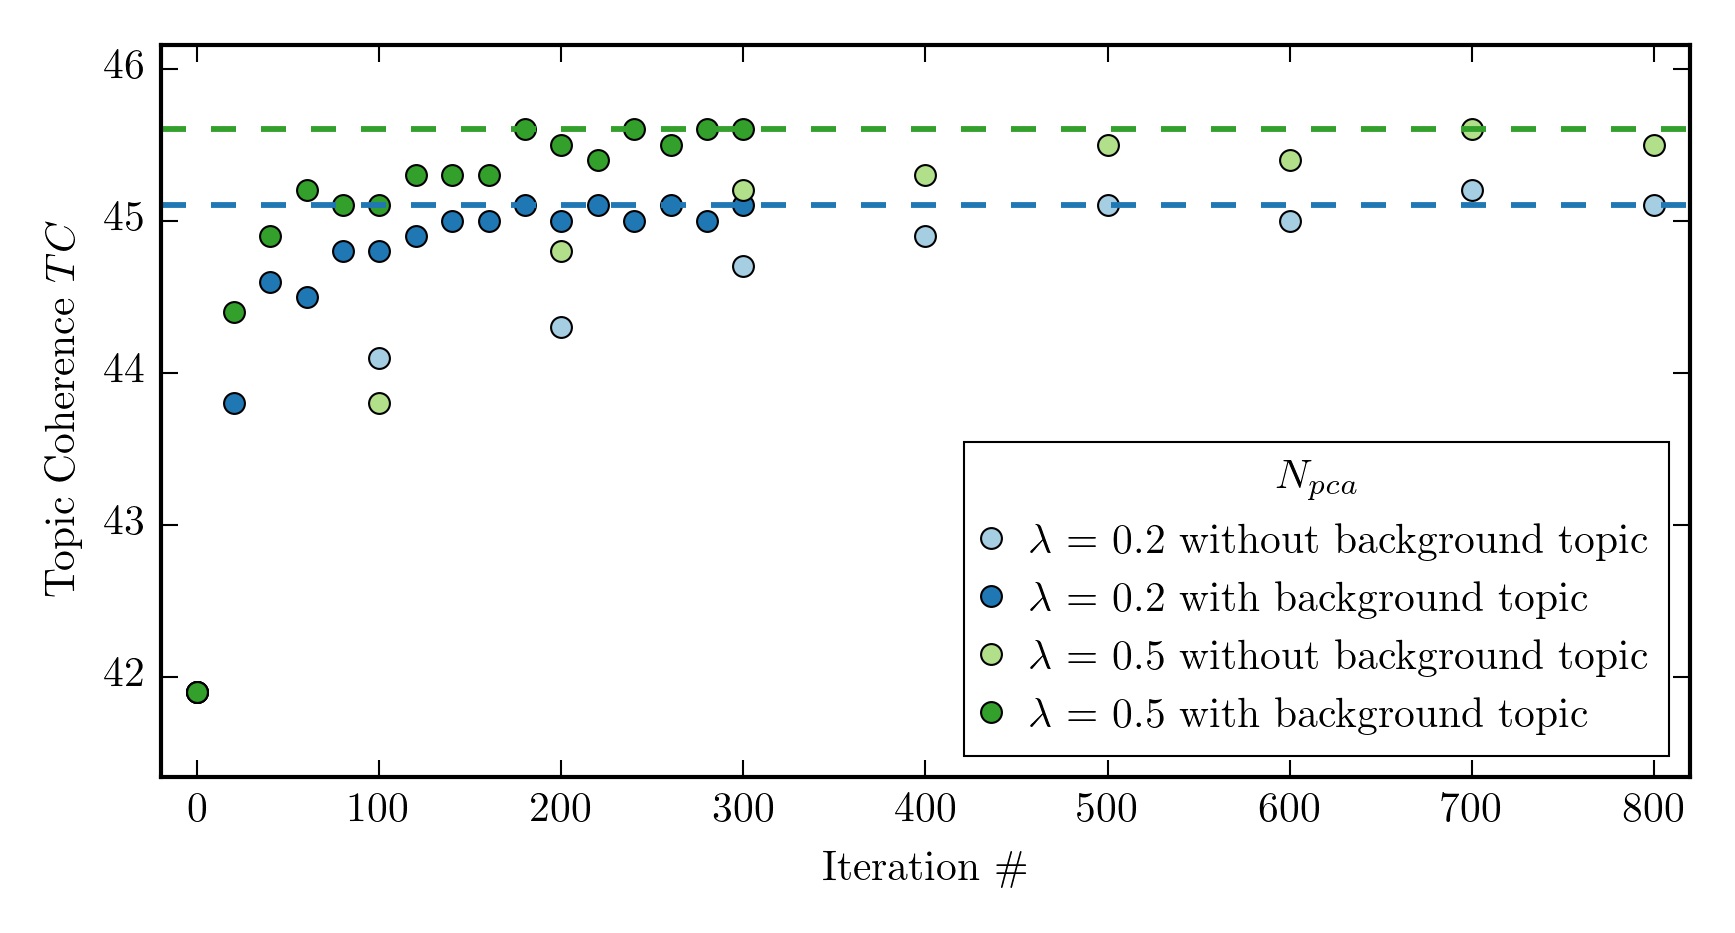 46
45
44
43
42
Topic Coherence TC
0 100 200 300 400 500 600 700 800
Iteration #
N_pca
λ = 0.2 without background topic
λ = 0.2 with background topic
λ = 0.5 without background topic
λ = 0.5 with background topic